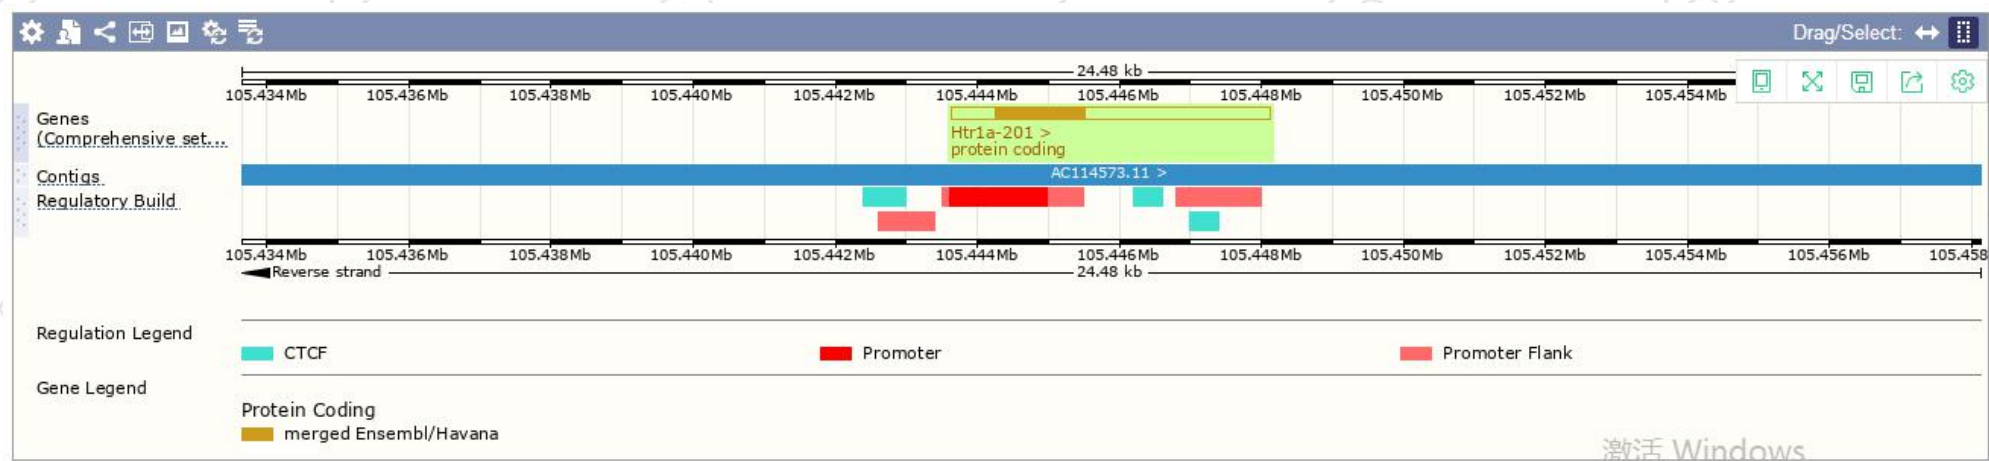 Drag/Select:
24.48 kb
105.434Mb 105.436Mb 105.438Mb 105.440Mb 105.442Mb 105.444Mb 105.446Mb 105.448Mb 105.450Mb 105.452Mb 105.454Mb
Genes
(Comprehensive set...
Htr1a-201 >
protein coding
Contigs
AC114573.11 >
Regulatory Build
105.434Mb 105.436Mb 105.438Mb 105.440Mb 105.442Mb 105.444Mb 105.446Mb 105.448Mb 105.450Mb 105.452Mb 105.454Mb 105.456Mb 105.458
Reverse strand 24.48 kb
Regulation Legend
CTCF Promoter Promoter Flank
Gene Legend
Protein Coding
merged Ensembl/Havana
激活 Windows